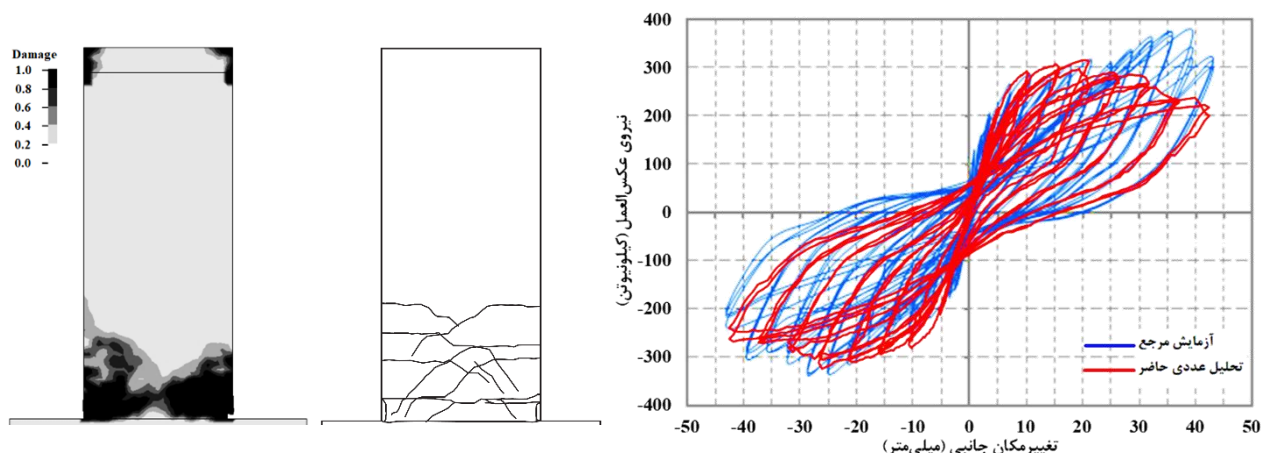 Damage
1.0
0.8
0.6
0.4
0.2
0.0
400
300
200
100
0
-100
-200
-300
-400
نیروی عکس‌العمل (کیلونیوتن)
-50 -40 -30 -20 -10 0 10 20 30 40 50
تغییرمکان جانبی (میلی‌متر)
آزمایش مرجع
تحلیل عددی حاضر